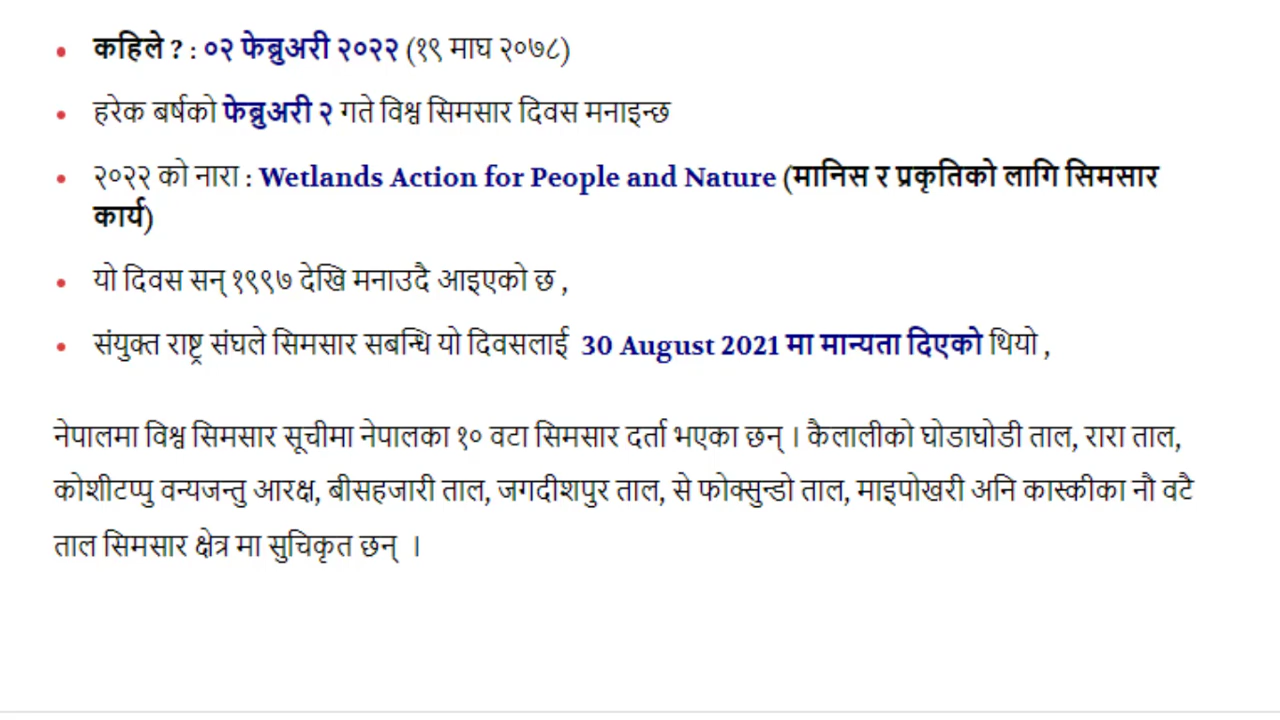 कहिले ? : ०२ फेब्रुअरी २०२२ (१९ माघ २०७८)
हरेक बर्षको फेब्रुअरी २ गते विश्व सिमसार दिवस मनाइन्छ
२०२२ को नारा : Wetlands Action for People and Nature (मानिस र प्रकृतिको लागि सिमसार
कार्य)
यो दिवस सन् १९९७ देखि मनाउदै आइएको छ ,
संयुक्त राष्ट्र संघले सिमसार सबन्धि यो दिवसलाई 30 August 2021 मा मान्यता दिएको थियो ,
नेपालमा विश्व सिमसार सूचीमा नेपालका १० वटा सिमसार दर्ता भएका छन् । कैलालीको घोडाघोडी ताल, रारा ताल,
कोशीटप्पु वन्यजन्तु आरक्ष, बीसहजारी ताल, जगदीशपुर ताल, से फोक्सुन्डो ताल, माइपोखरी अनि कास्कीका नौ वटै
ताल सिमसार क्षेत्र मा सुचिकृत छन् ।